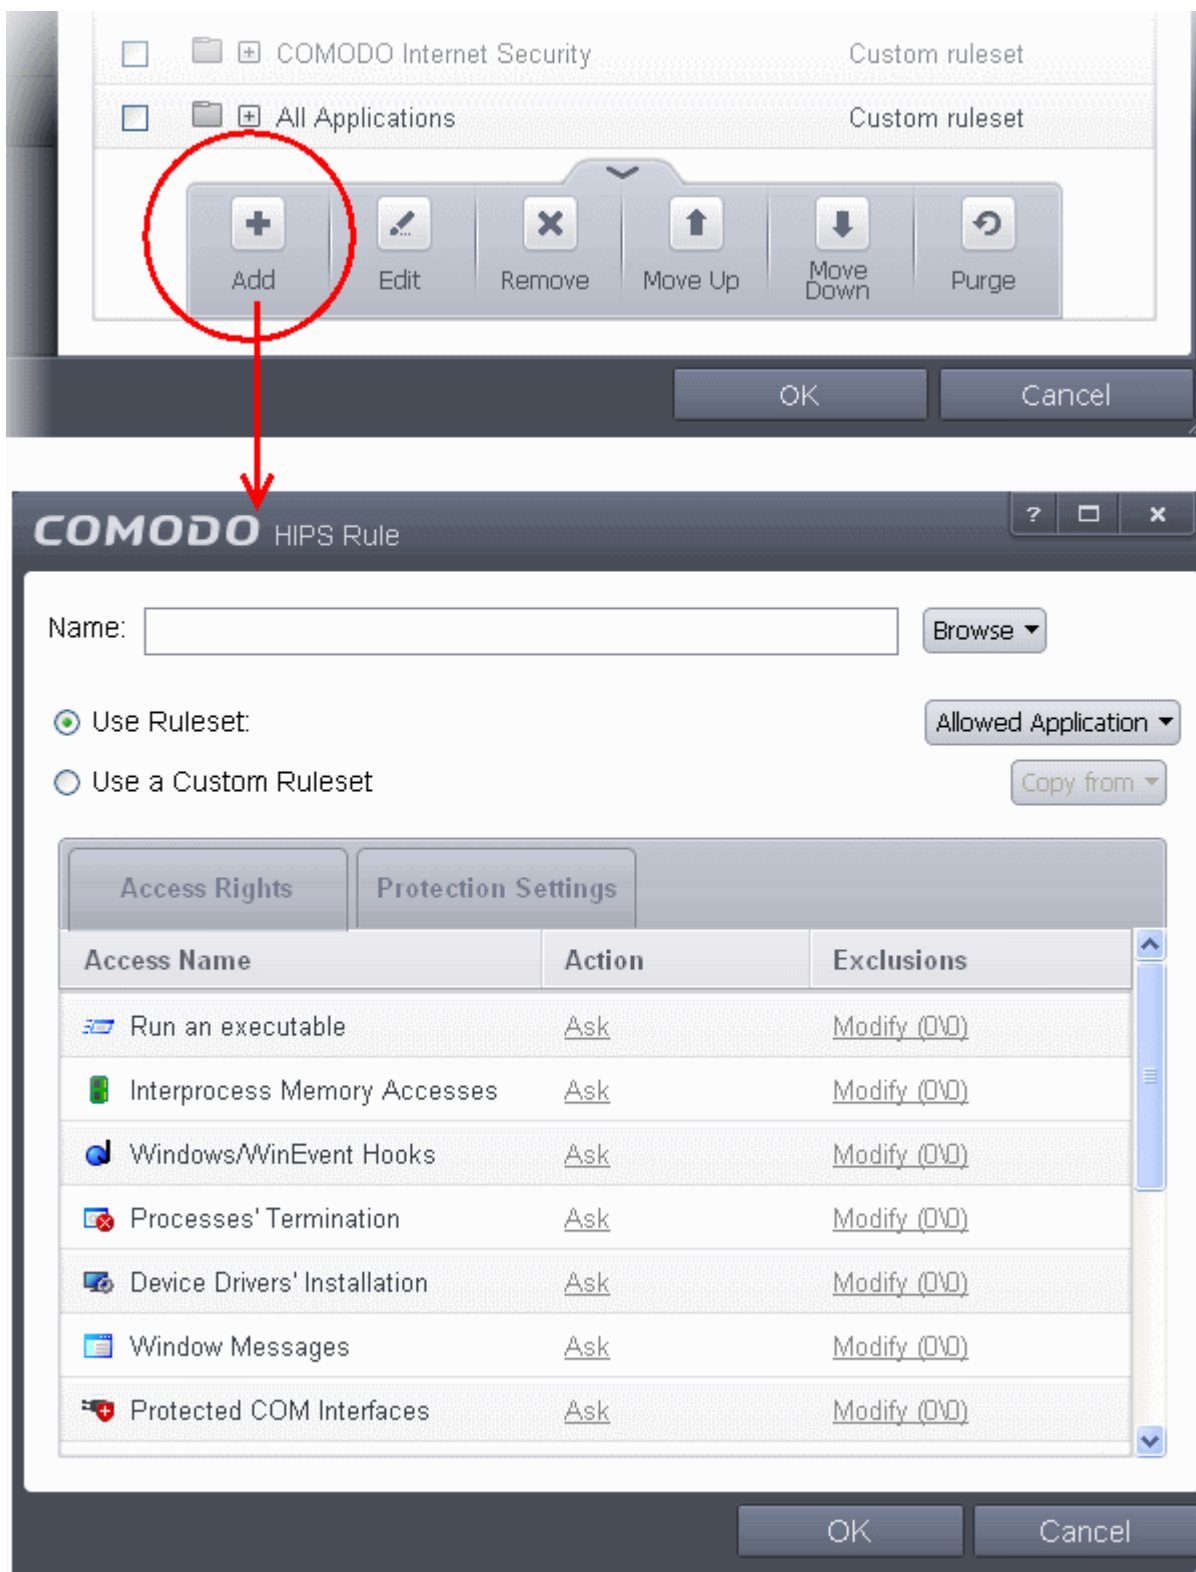 COMODO Internet Security Custom ruleset
All Applications Custom ruleset
Add Edit Remove Move Up Move Down Purge
OK Cancel
COMODO HIPS Rule ?
Name: Browse
Use Ruleset: Allowed Application
Use a Custom Ruleset Copy from
Access Rights Protection Settings
Access Name Action Exclusions
Run an executable Ask Modify (0\0)
Interprocess Memory Accesses Ask Modify (0\0)
Windows/WinEvent Hooks Ask Modify (0\0)
Processes' Termination Ask Modify (0\0)
Device Drivers' Installation Ask Modify (0\0)
Window Messages Ask Modify (0\0)
Protected COM Interfaces Ask Modify (0\0)
OK Cancel